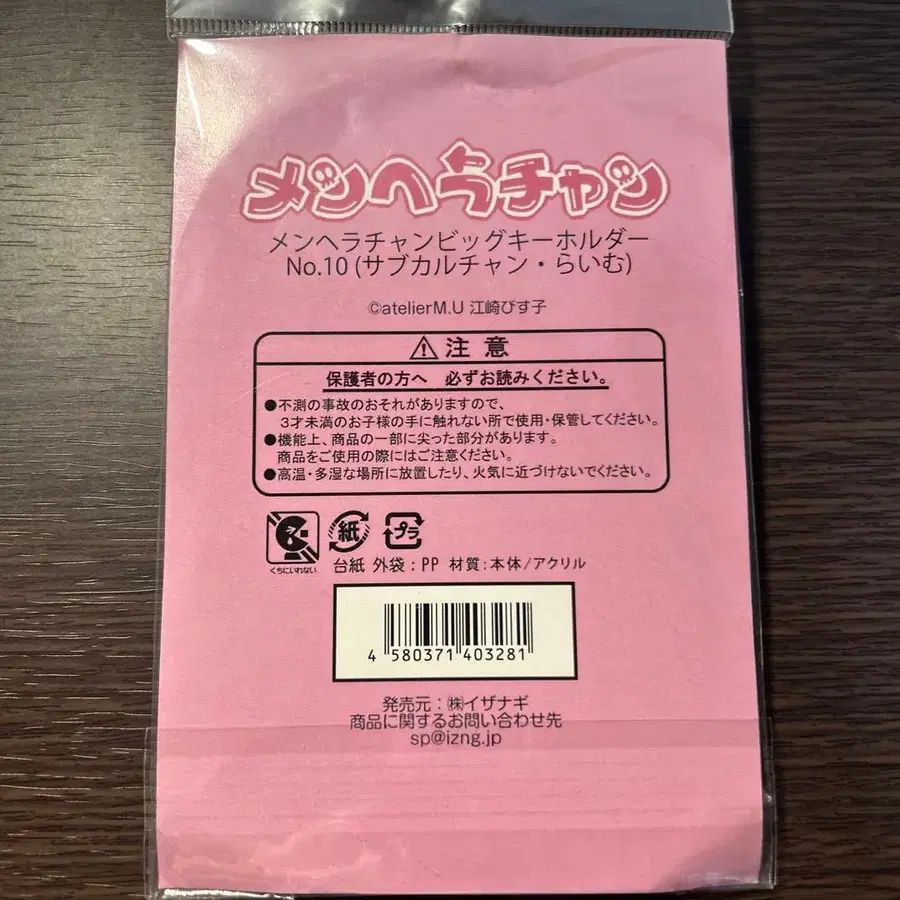 メンヘラチャン
メンヘラチャンビッグキーホルダー
No.10 (サブカルチャン・らいむ)
©atelierM.U 江崎びす子
⚠注 意
保護者の方へ 必ずお読みください。
●不測の事故のおそれがありますので、
3才未満のお子様の手に触れない所で使用・保管してください。
●機能上、商品の一部に尖った部分があります。
商品をご使用の際にはご注意ください。
●高温・多湿な場所に放置したり、火気に近づけないでください。
紙
プラ
くちにいれない
台紙 外袋:PP 材質:本体/アクリル
4 580371 403281
発売元:㈱イザナギ
商品に関するお問い合わせ先
sp@izng.jp